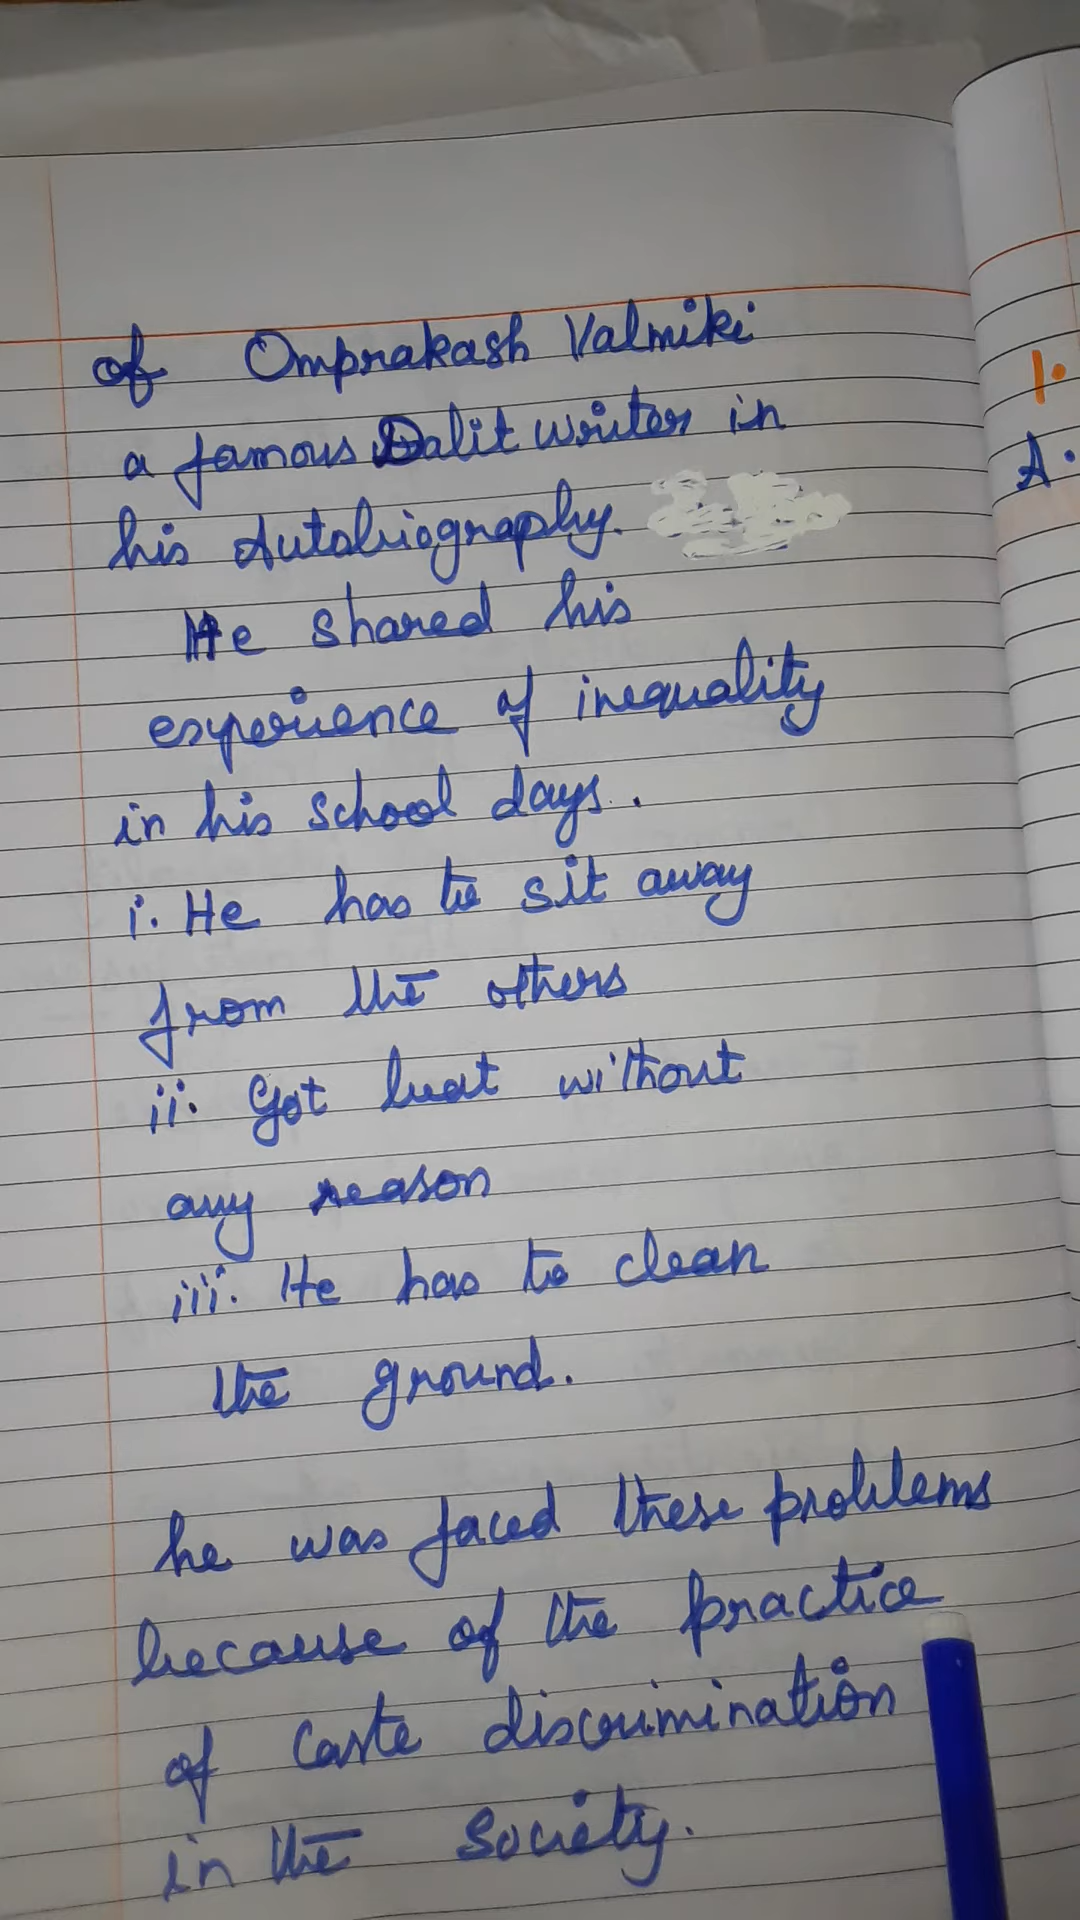 of Omprakash Valmiki
a famous Dalit writer in
his Autobiography.
He shared his
experience of inequality
in his school days.
i. He has to sit away
from the others
ii. Got beat without
any reason
iii. He has to clean
the ground.
he was faced these problems
because of the practice
of caste discrimination
in the society.
1.
A.